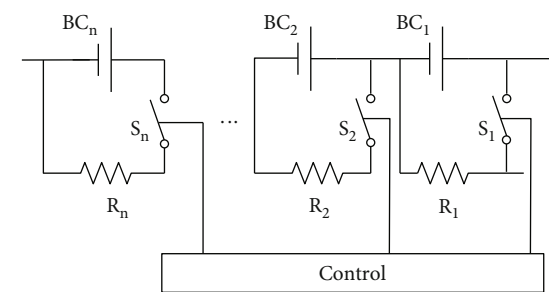 BCₙ
BC₂
BC₁
Sₙ
...
S₂
S₁
Rₙ
R₂
R₁
Control